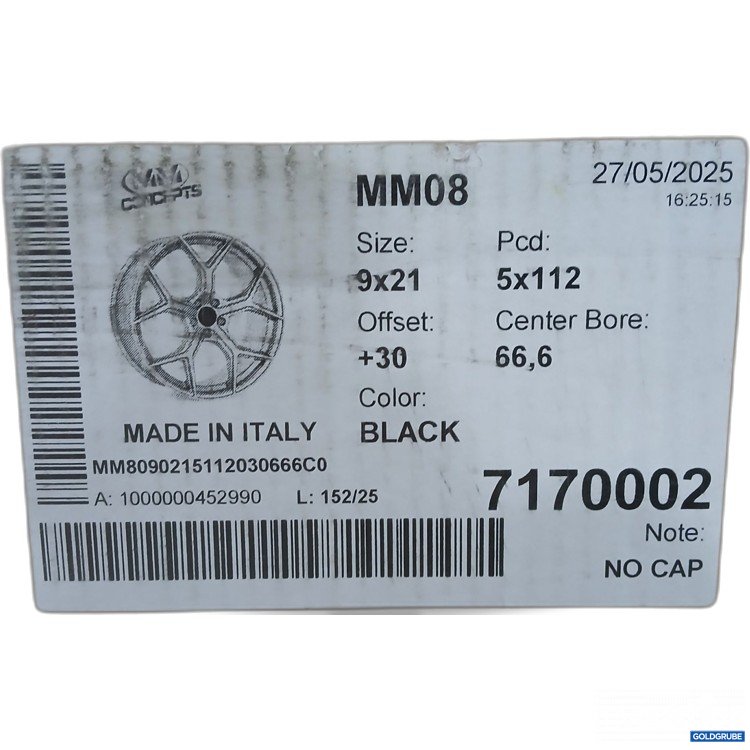 MM
CONCEPTS
MM08
27/05/2025
16:25:15
Size:
Pcd:
9x21
5x112
Offset:
Center Bore:
+30
66,6
Color:
MADE IN ITALY
BLACK
MM8090215112030666C0
A: 1000000452990 L: 152/25
7170002
Note:
NO CAP
GOLDGRUBE